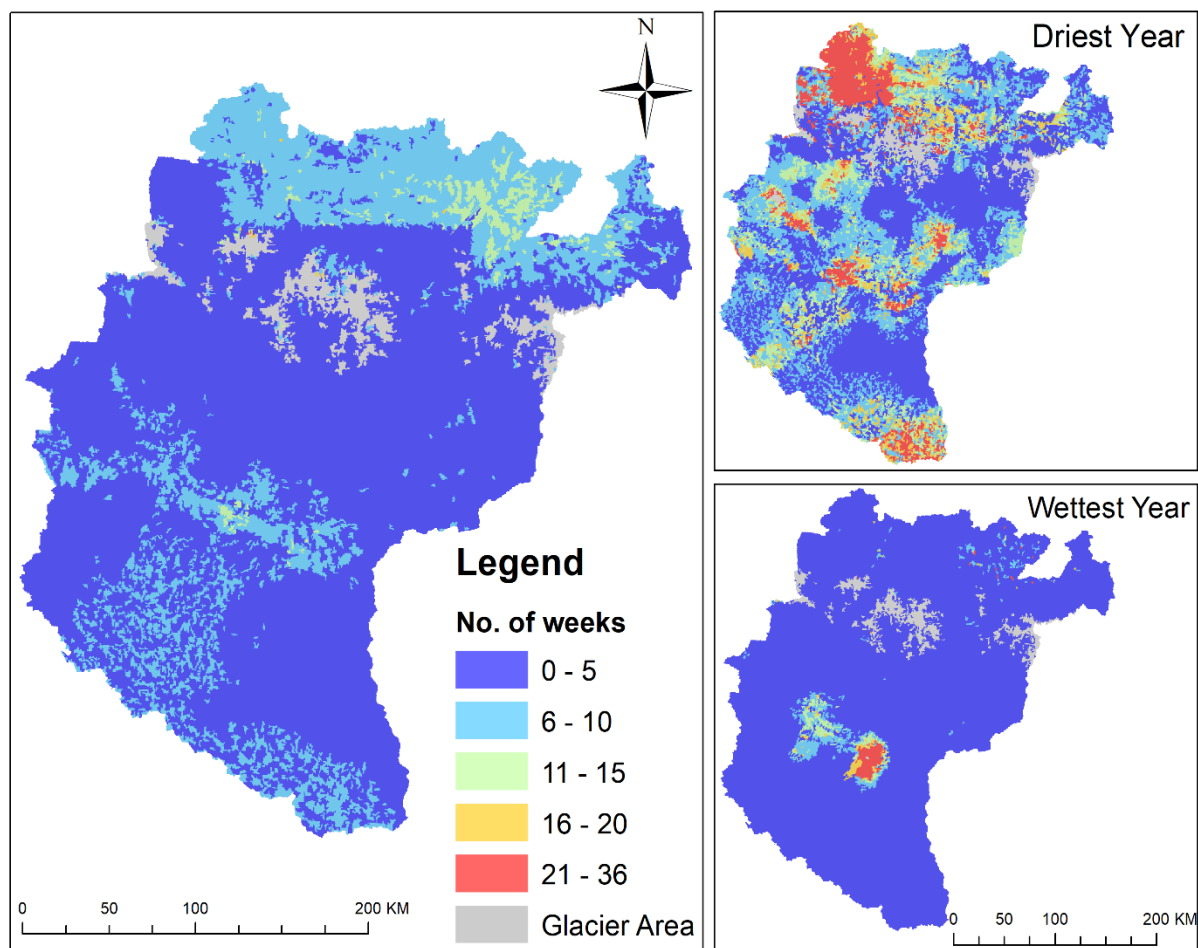 N
Legend
No. of weeks
0 - 5
6 - 10
11 - 15
16 - 20
21 - 36
Glacier Area
0 50 100 200 KM
Driest Year
Wettest Year
0 50 100 200 KM